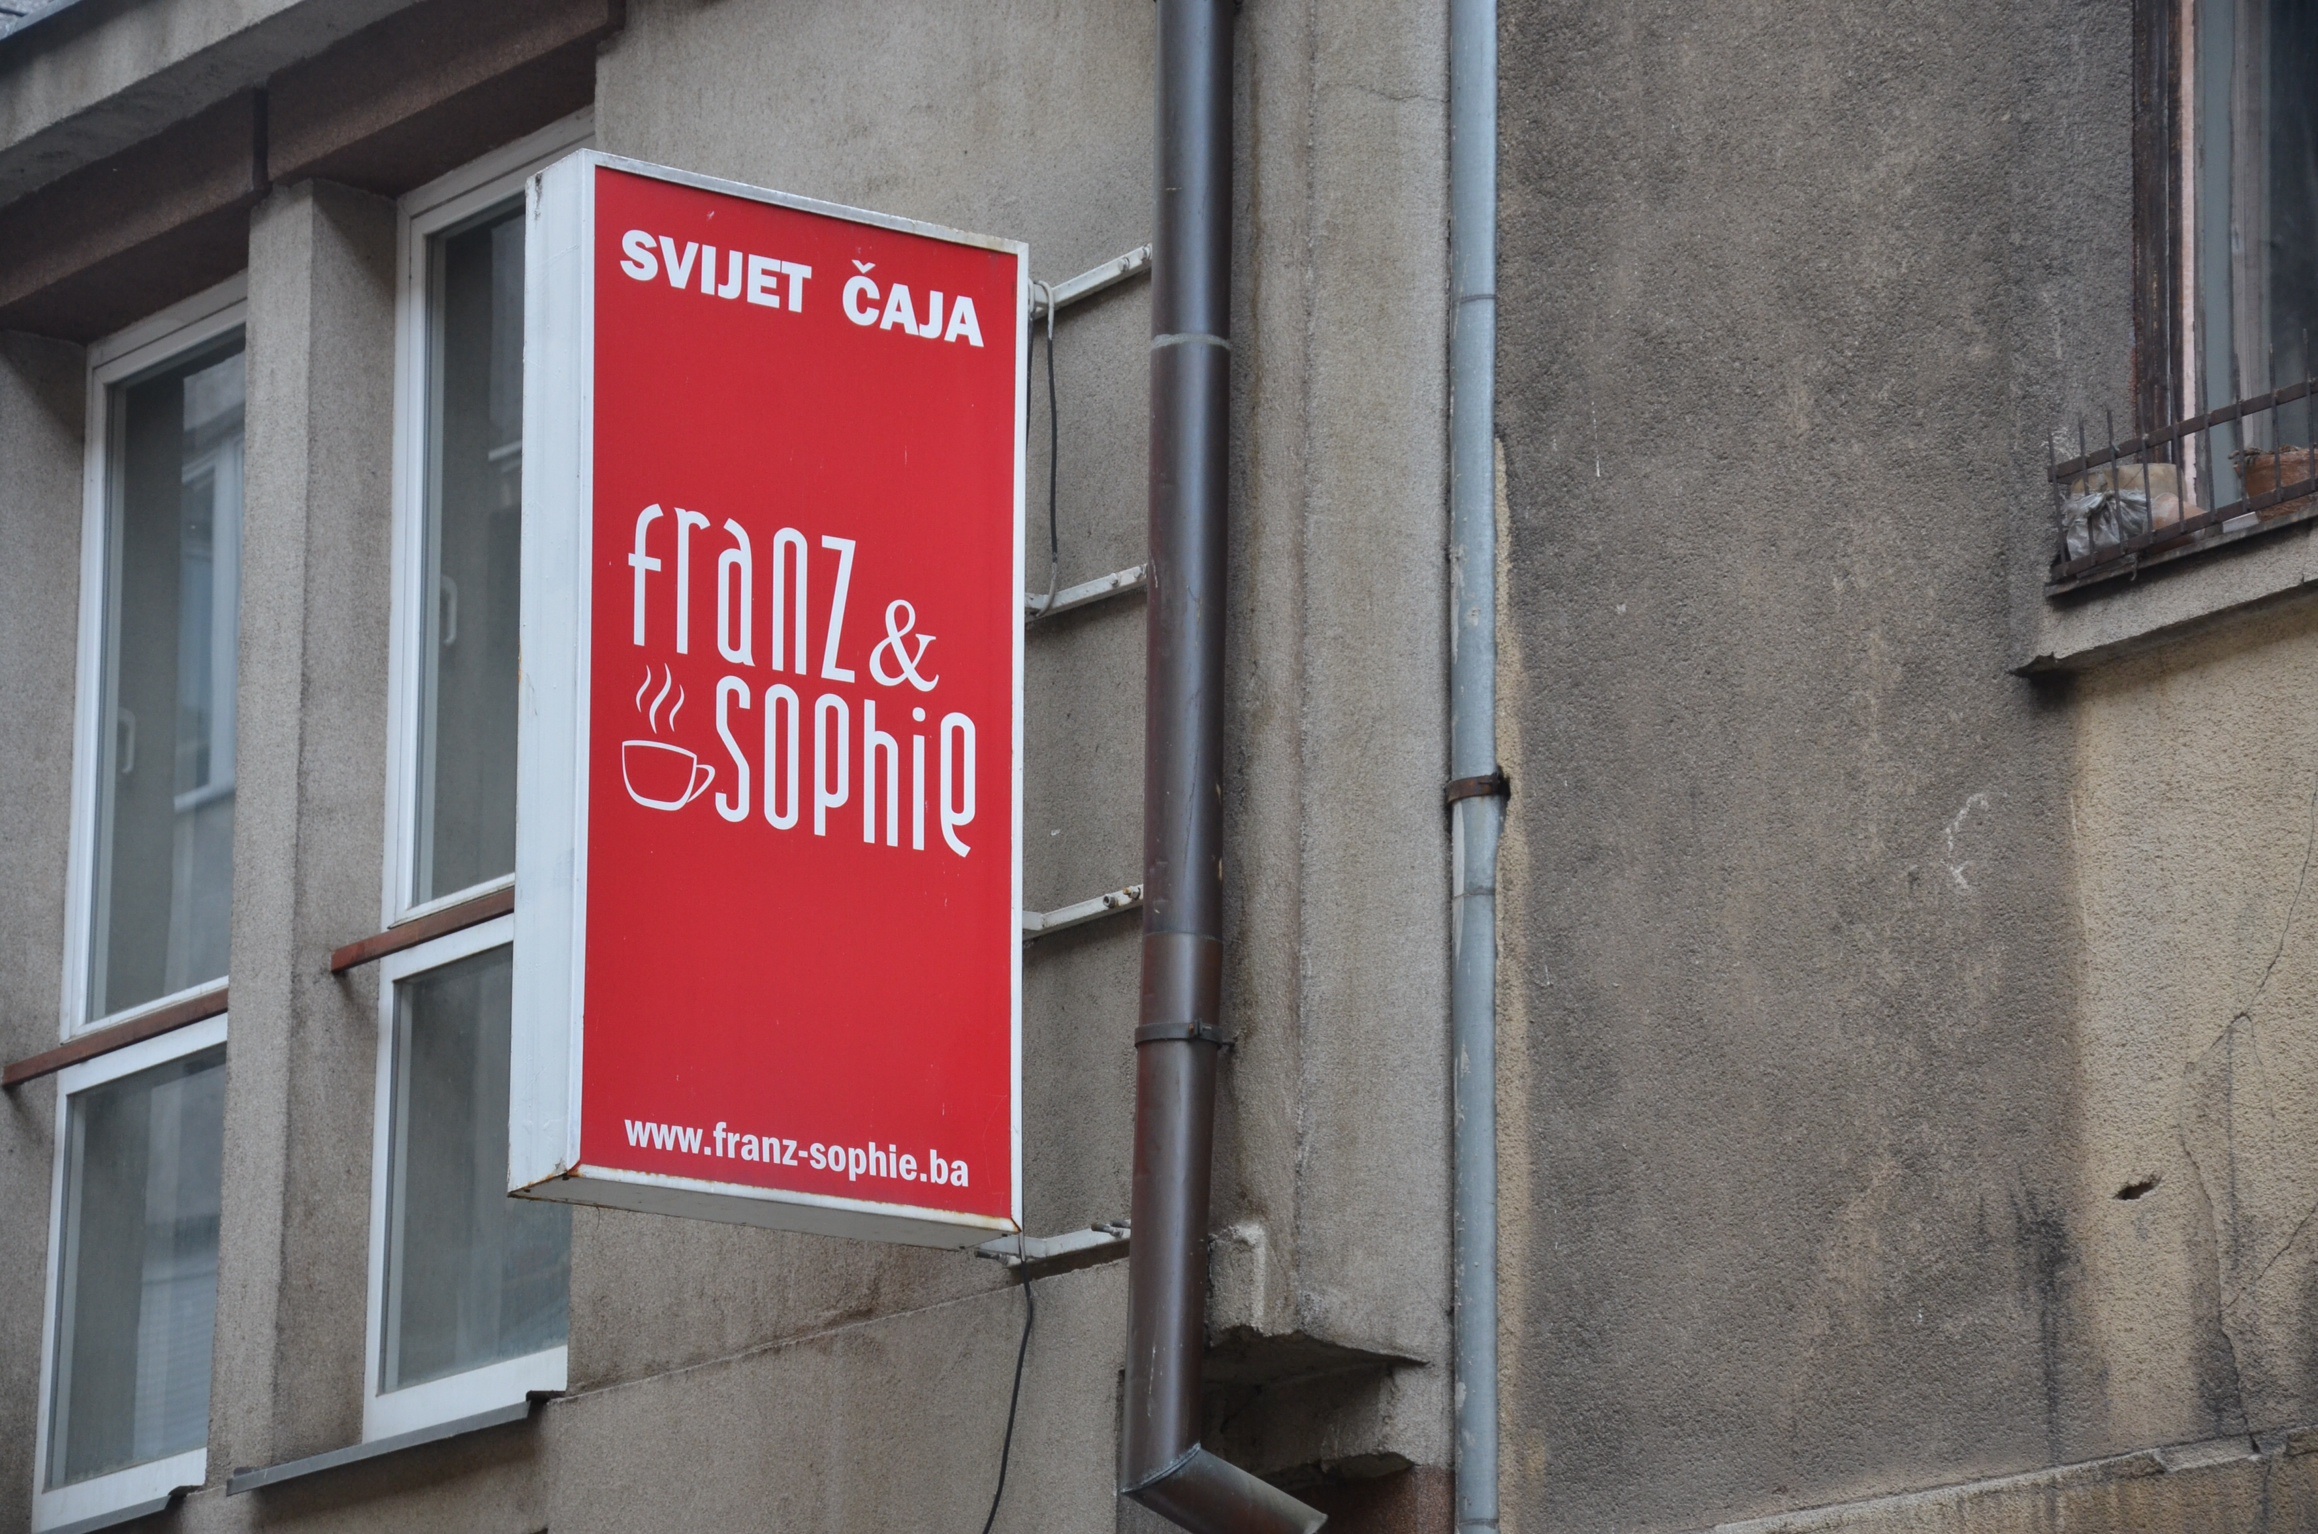 SVIJET ČAJA
franz &
sophie
www.franz-sophie.ba